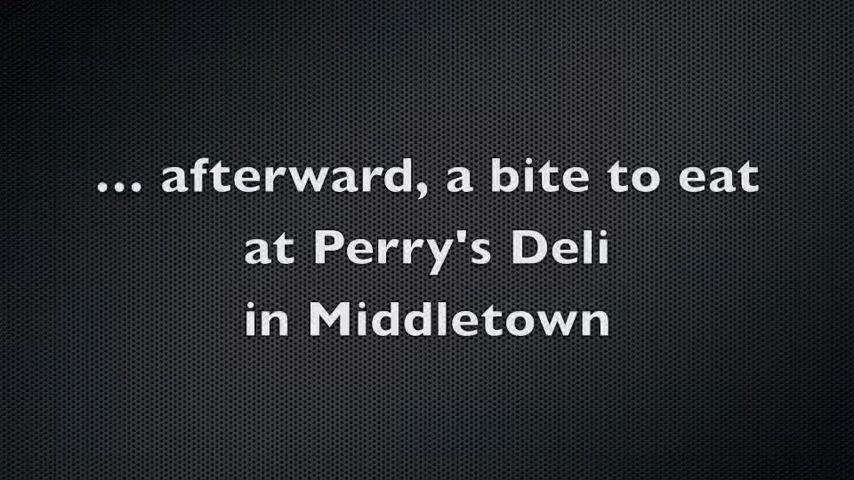 ... afterward, a bite to eat
at Perry's Deli
in Middletown